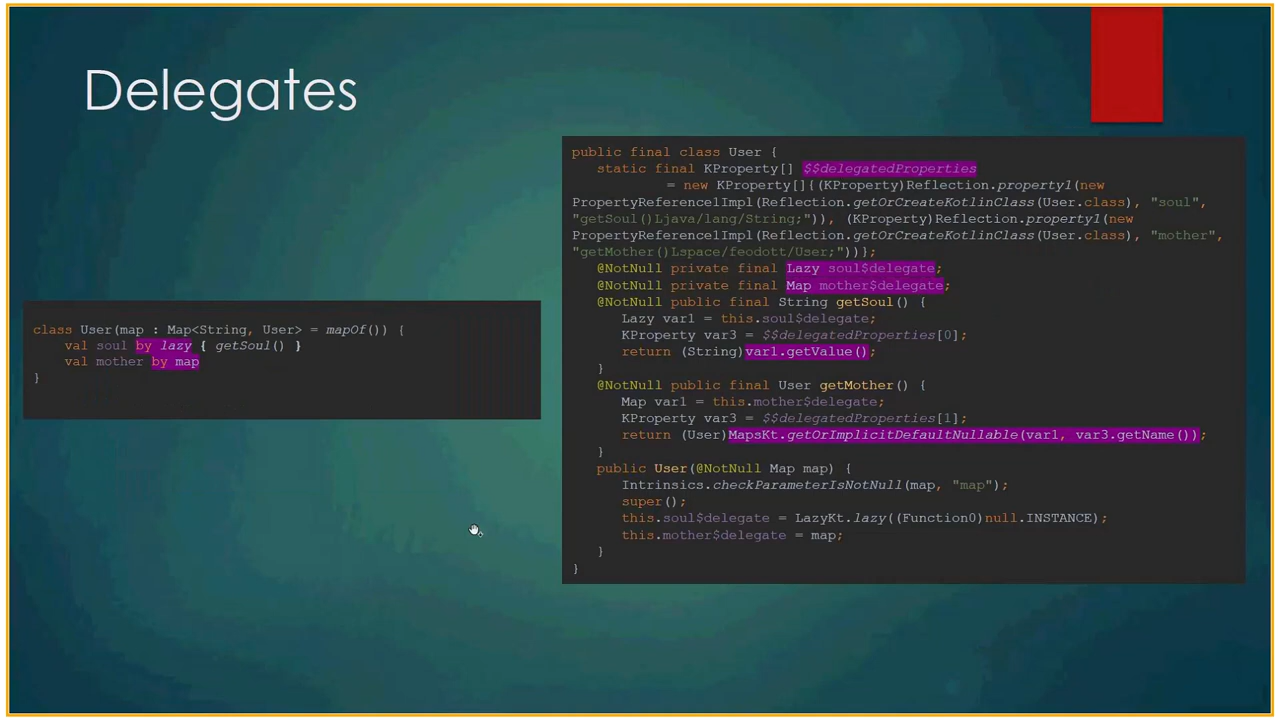 Delegates
class User(map : Map<String, User> = mapOf()) {
val soul by lazy { getSoul() }
val mother by map
}
public final class User {
static final KProperty[] $$delegatedProperties
= new KProperty[]{(KProperty)Reflection.property1(new
PropertyReference1Impl(Reflection.getOrCreateKotlinClass(User.class), "soul",
"getSoul()Ljava/lang/String;")), (KProperty)Reflection.property1(new
PropertyReference1Impl(Reflection.getOrCreateKotlinClass(User.class), "mother",
"getMother()Lspace/feodott/User;"))};
@NotNull private final Lazy soul$delegate;
@NotNull private final Map mother$delegate;
@NotNull public final String getSoul() {
Lazy var1 = this.soul$delegate;
KProperty var3 = $$delegatedProperties[0];
return (String)var1.getValue();
}
@NotNull public final User getMother() {
Map var1 = this.mother$delegate;
KProperty var3 = $$delegatedProperties[1];
return (User)MapsKt.getOrImplicitDefaultNullable(var1, var3.getName());
}
public User(@NotNull Map map) {
Intrinsics.checkParameterIsNotNull(map, "map");
super();
this.soul$delegate = LazyKt.lazy((Function0)null.INSTANCE);
this.mother$delegate = map;
}
}